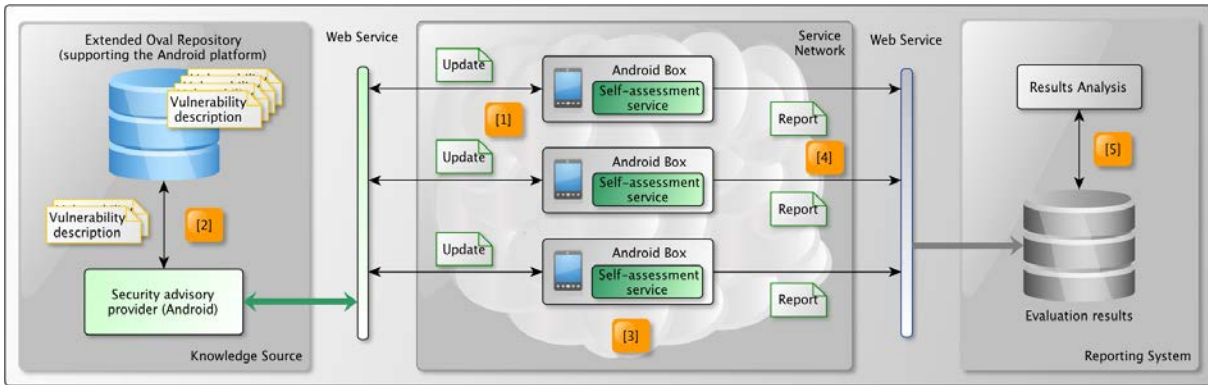 Extended Oval Repository
(supporting the Android platform)
Vulnerability
description
Vulnerability
description
[2]
Security advisory
provider (Android)
Knowledge Source
Web Service
Update
[1]
Update
Update
Service
Network
Android Box
Self-assessment
service
Android Box
Self-assessment
service
Android Box
Self-assessment
service
[3]
Report
[4]
Report
Report
Web Service
Results Analysis
[5]
Evaluation results
Reporting System